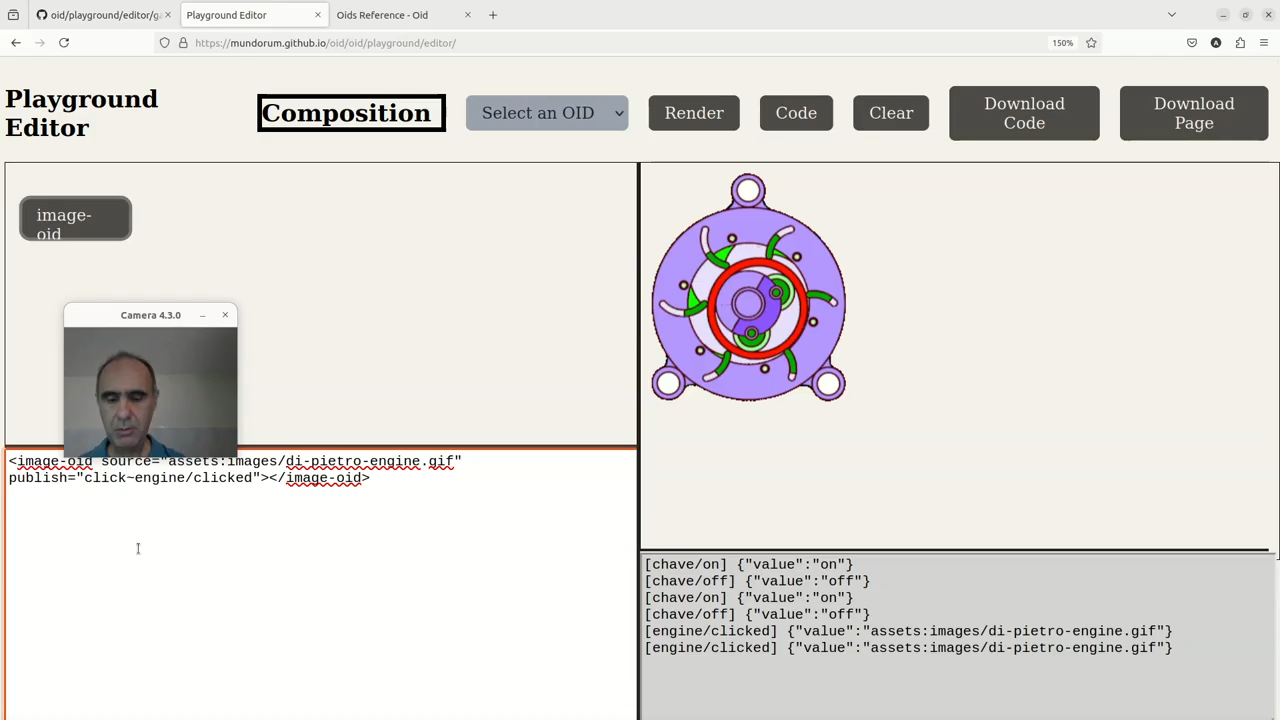 oid/playground/editor/ga
Playground Editor
Oids Reference - Oid
https://mundorum.github.io/oid/oid/playground/editor/
150%
Playground
Editor
Composition
Select an OID
Render
Code
Clear
Download
Code
Download
Page
image-
oid
Camera 4.3.0
<image-oid source="assets:images/di-pietro-engine.gif"
publish="click~engine/clicked"></image-oid>
[chave/on] {"value":"on"}
[chave/off] {"value":"off"}
[chave/on] {"value":"on"}
[chave/off] {"value":"off"}
[engine/clicked] {"value":"assets:images/di-pietro-engine.gif"}
[engine/clicked] {"value":"assets:images/di-pietro-engine.gif"}